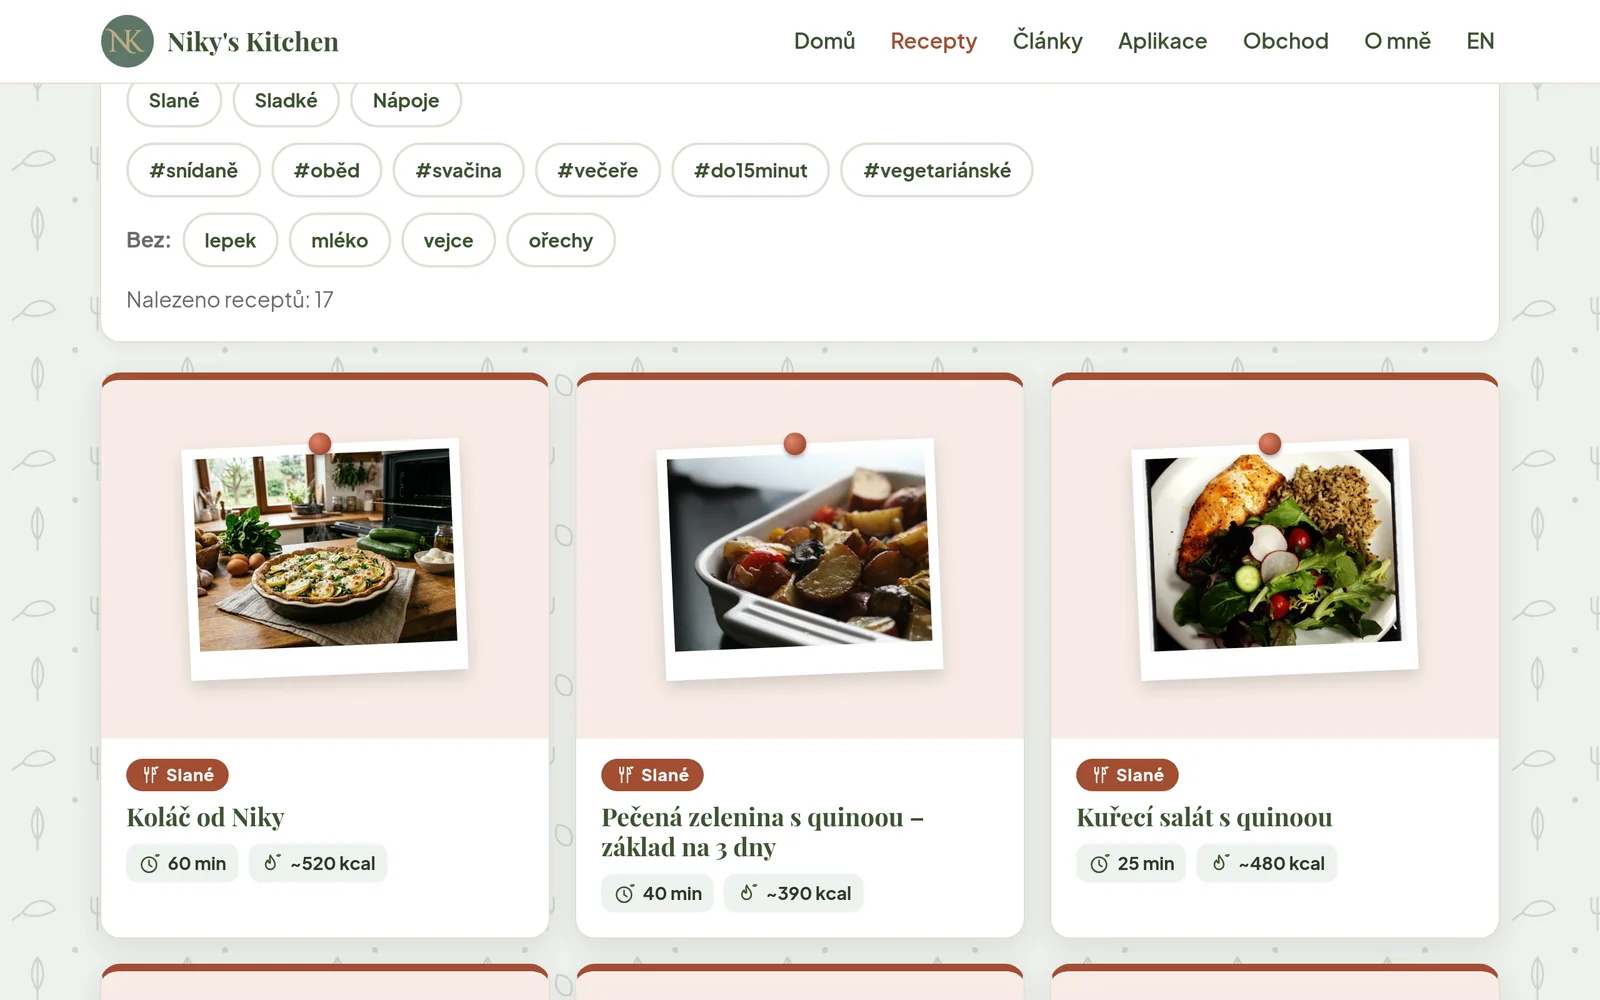 NK Niky's Kitchen Domů Recepty Články Aplikace Obchod O mně EN
Slané Sladké Nápoje
#snídaně #oběd #svačina #večeře #do15minut #vegetariánské
Bez: lepek mléko vejce ořechy
Nalezeno receptů: 17
Slané
Koláč od Niky
60 min ~520 kcal
Slané
Pečená zelenina s quinoou –
základ na 3 dny
40 min ~390 kcal
Slané
Kuřecí salát s quinoou
25 min ~480 kcal